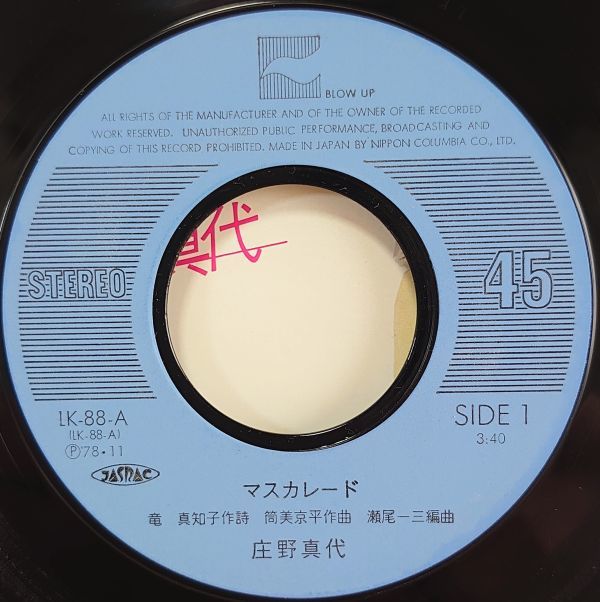 BLOW UP
ALL RIGHTS OF THE MANUFACTURER AND OF THE OWNER OF THE RECORDED
WORK RESERVED. UNAUTHORIZED PUBLIC PERFORMANCE, BROADCASTING AND
COPYING OF THIS RECORD PROHIBITED. MADE IN JAPAN BY NIPPON COLUMBIA CO., LTD.
真代
STEREO
45
LK-88-A
(LK-88-A)
Ⓟ'78・11
JASRAC
SIDE 1
3:40
マスカレード
竜 真知子作詩 筒美京平作曲 瀬尾一三編曲
庄野真代